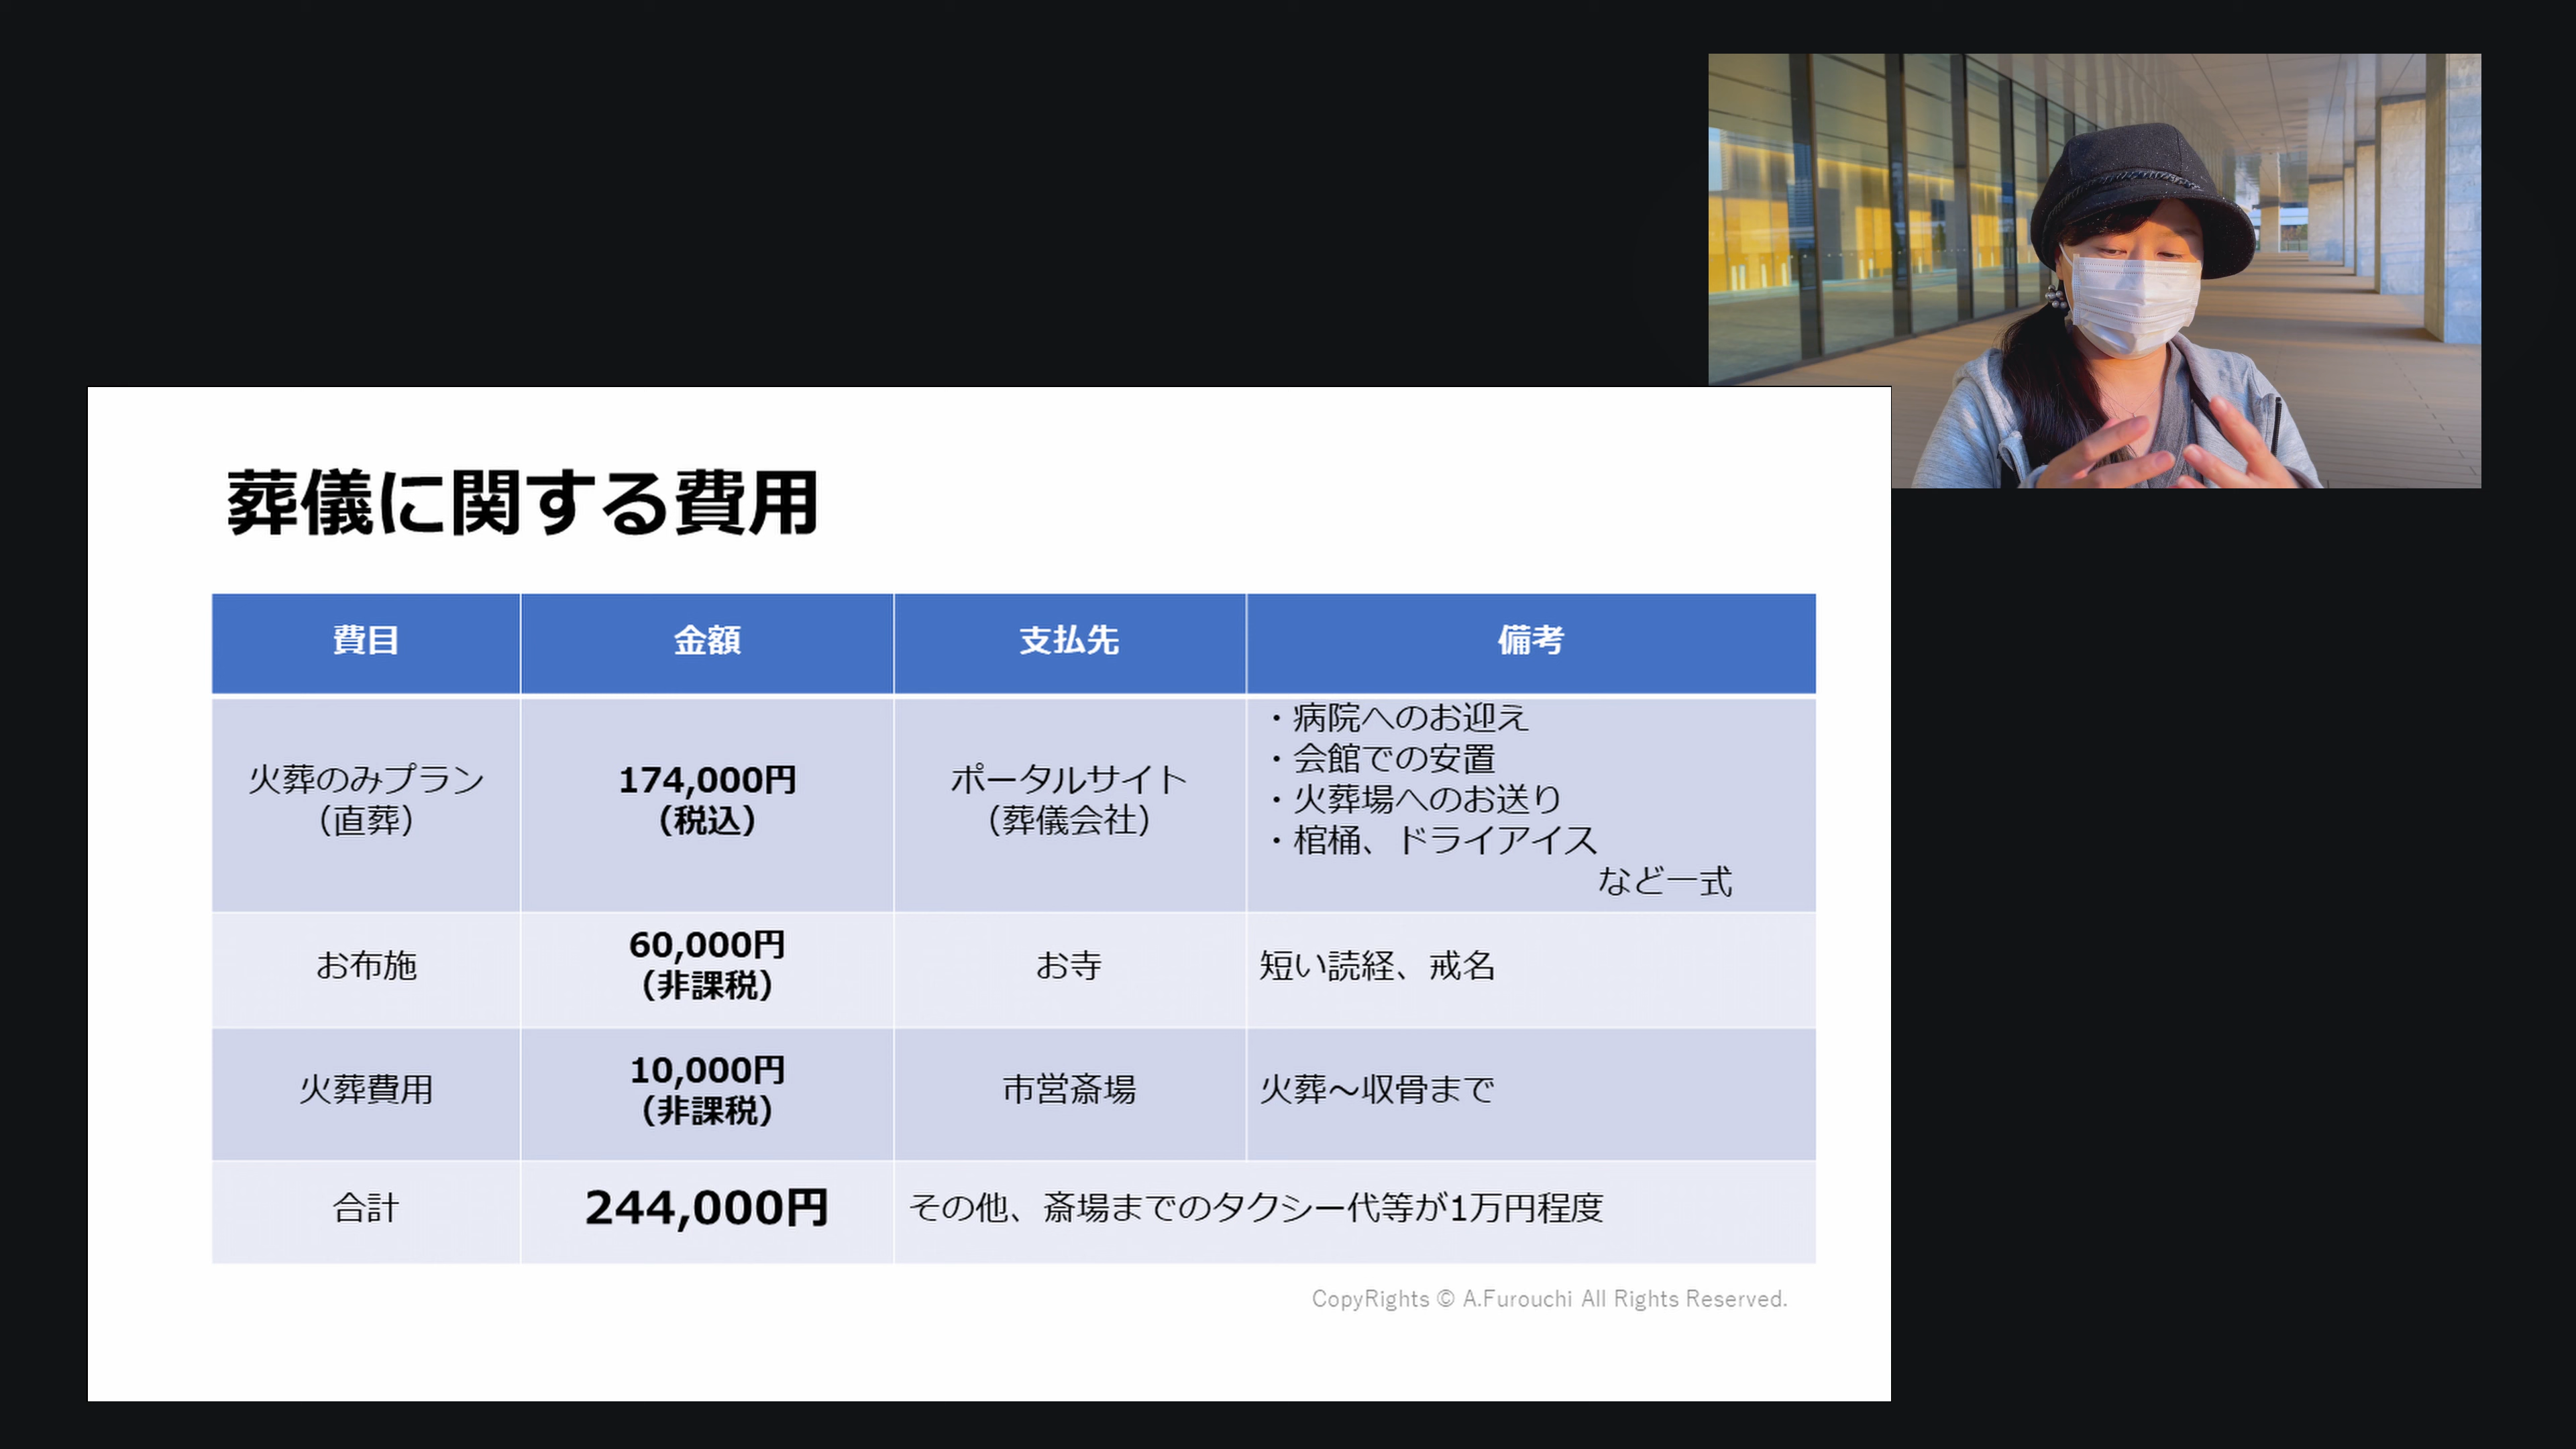 葬儀に関する費用
費目 金額 支払先 備考
火葬のみプラン
（直葬）
174,000円
（税込）
ポータルサイト
（葬儀会社）
・病院へのお迎え
・会館での安置
・火葬場へのお送り
・棺桶、ドライアイス
など一式
お布施
60,000円
（非課税）
お寺
短い読経、戒名
火葬費用
10,000円
（非課税）
市営斎場
火葬～収骨まで
合計
244,000円
その他、斎場までのタクシー代等が1万円程度
CopyRights © A.Furouchi All Rights Reserved.